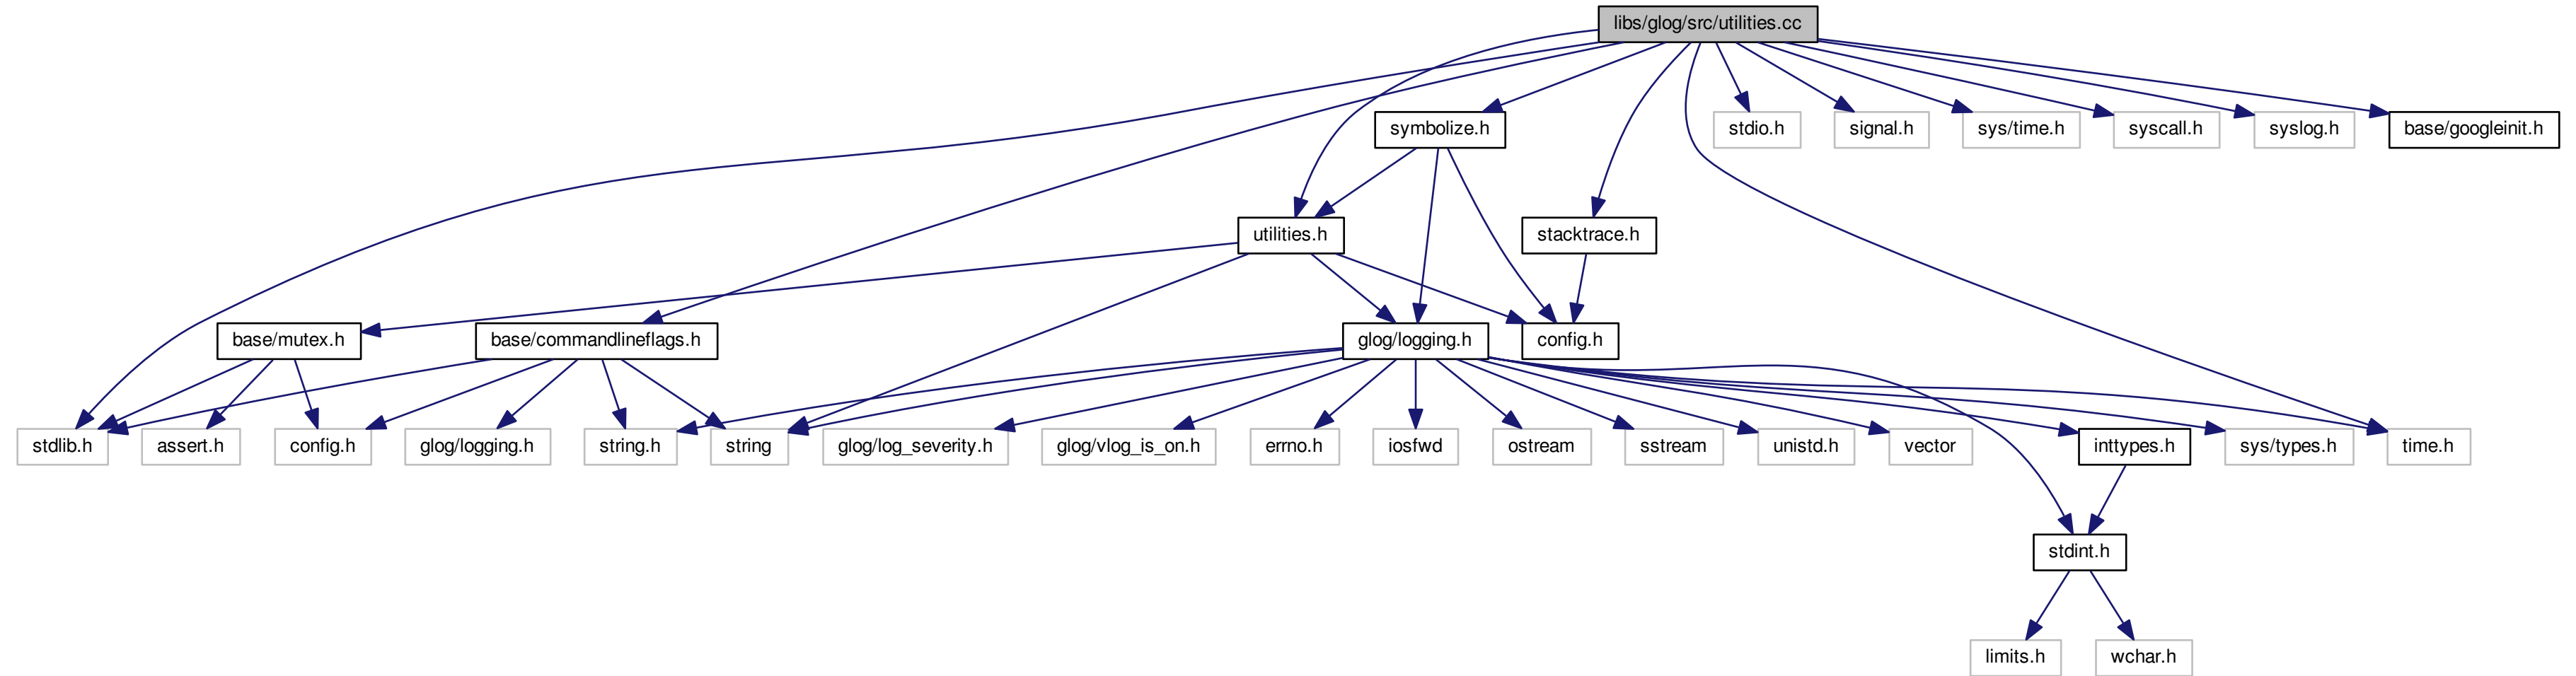 libs/glog/src/utilities.cc
symbolize.h
stdio.h
signal.h
sys/time.h
syscall.h
syslog.h
base/googleinit.h
utilities.h
stacktrace.h
base/mutex.h
base/commandlineflags.h
glog/logging.h
config.h
stdlib.h
assert.h
config.h
glog/logging.h
string.h
string
glog/log_severity.h
glog/vlog_is_on.h
errno.h
iosfwd
ostream
sstream
unistd.h
vector
inttypes.h
sys/types.h
time.h
stdint.h
limits.h
wchar.h